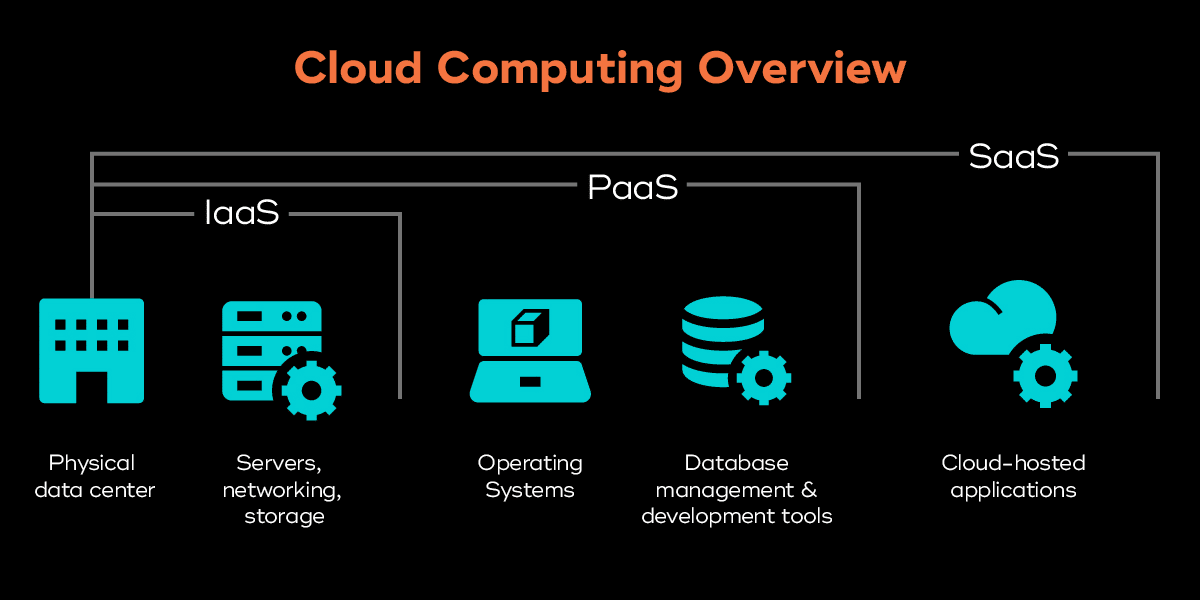 Cloud Computing Overview
SaaS
PaaS
IaaS
Physical
data center
Servers,
networking,
storage
Operating
Systems
Database
management &
development tools
Cloud-hosted
applications